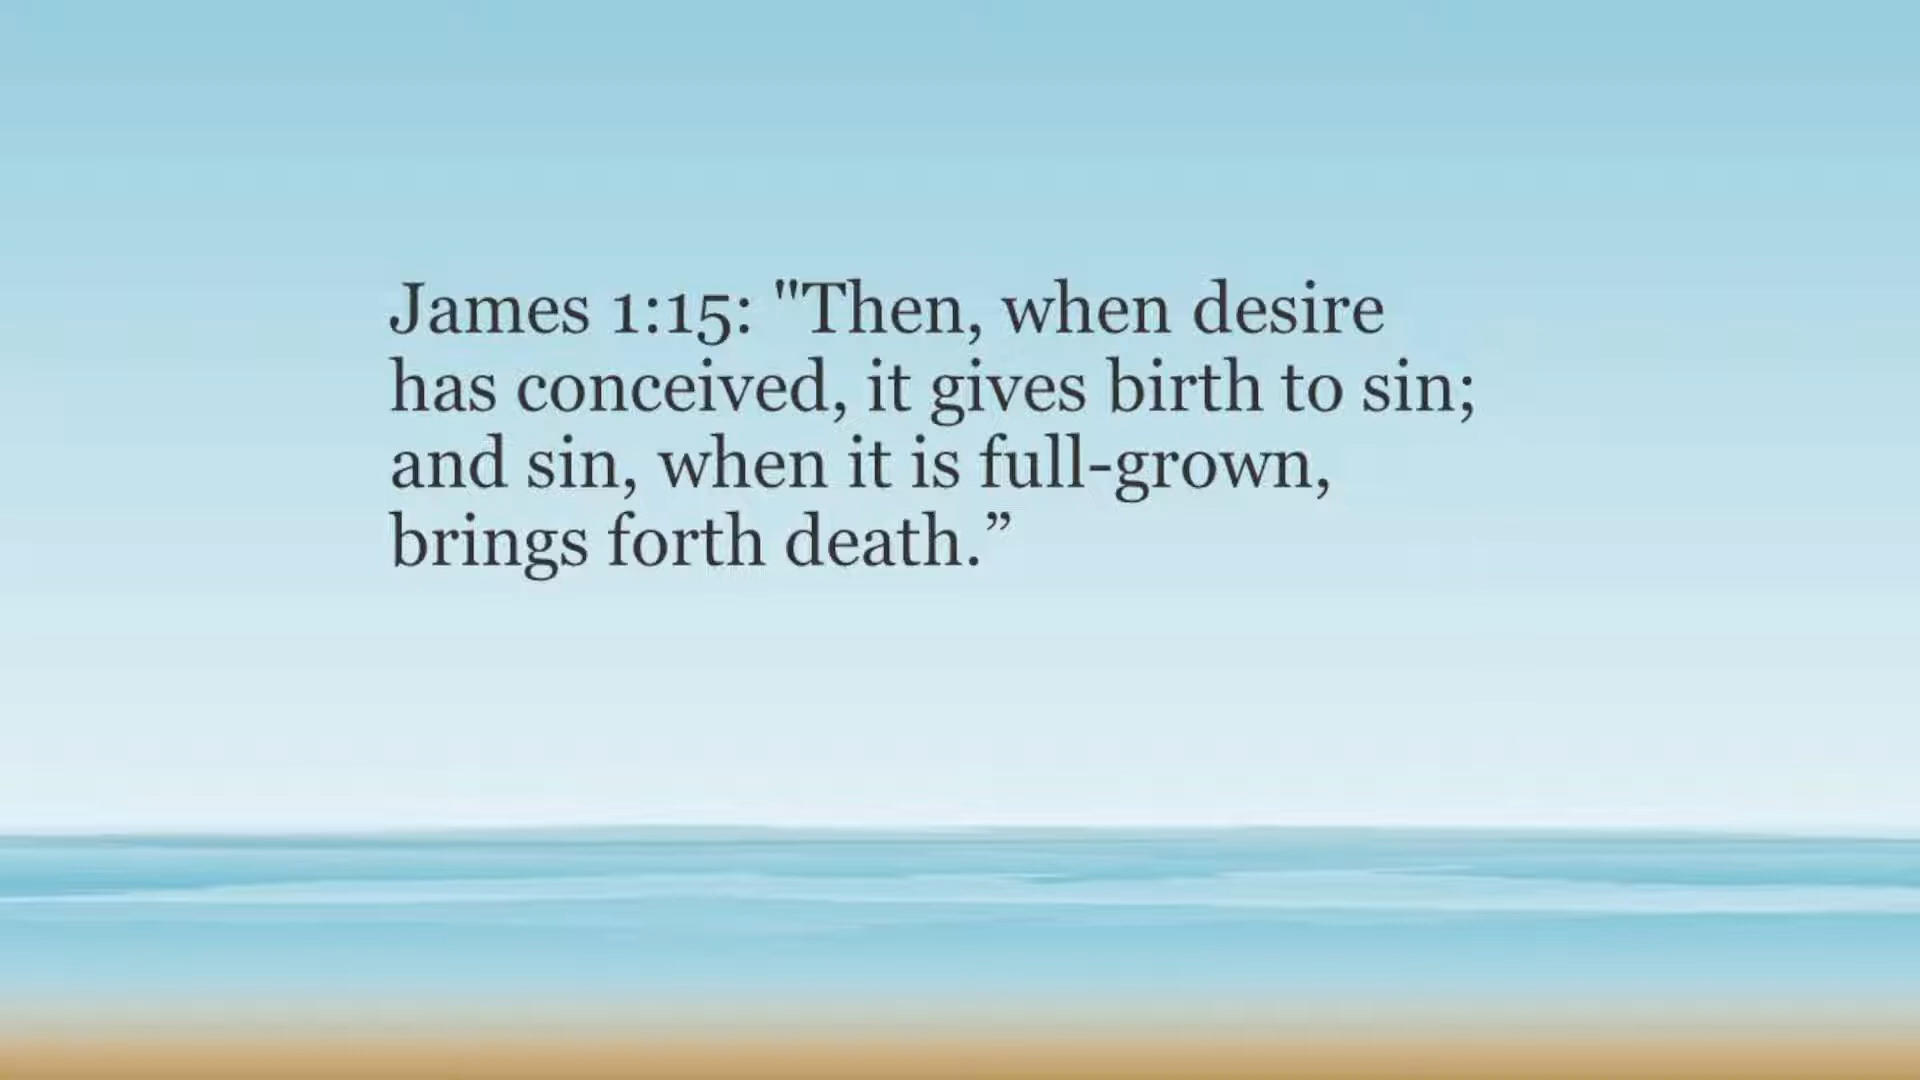 James 1:15: "Then, when desire
has conceived, it gives birth to sin;
and sin, when it is full-grown,
brings forth death.”